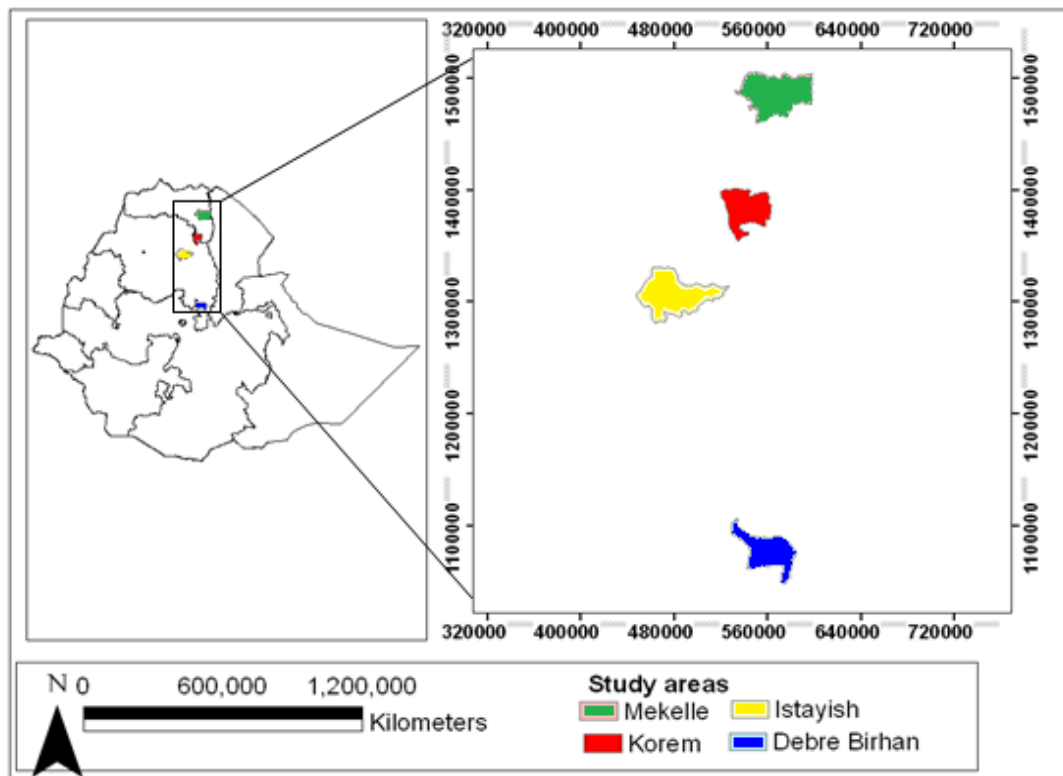 320000 400000 480000 560000 640000 720000
1500000 1500000
1400000 1400000
1300000 1300000
1200000 1200000
1100000 1100000
320000 400000 480000 560000 640000 720000
N 0 600,000 1,200,000
Kilometers
Study areas
Mekelle Istayish
Korem Debre Birhan